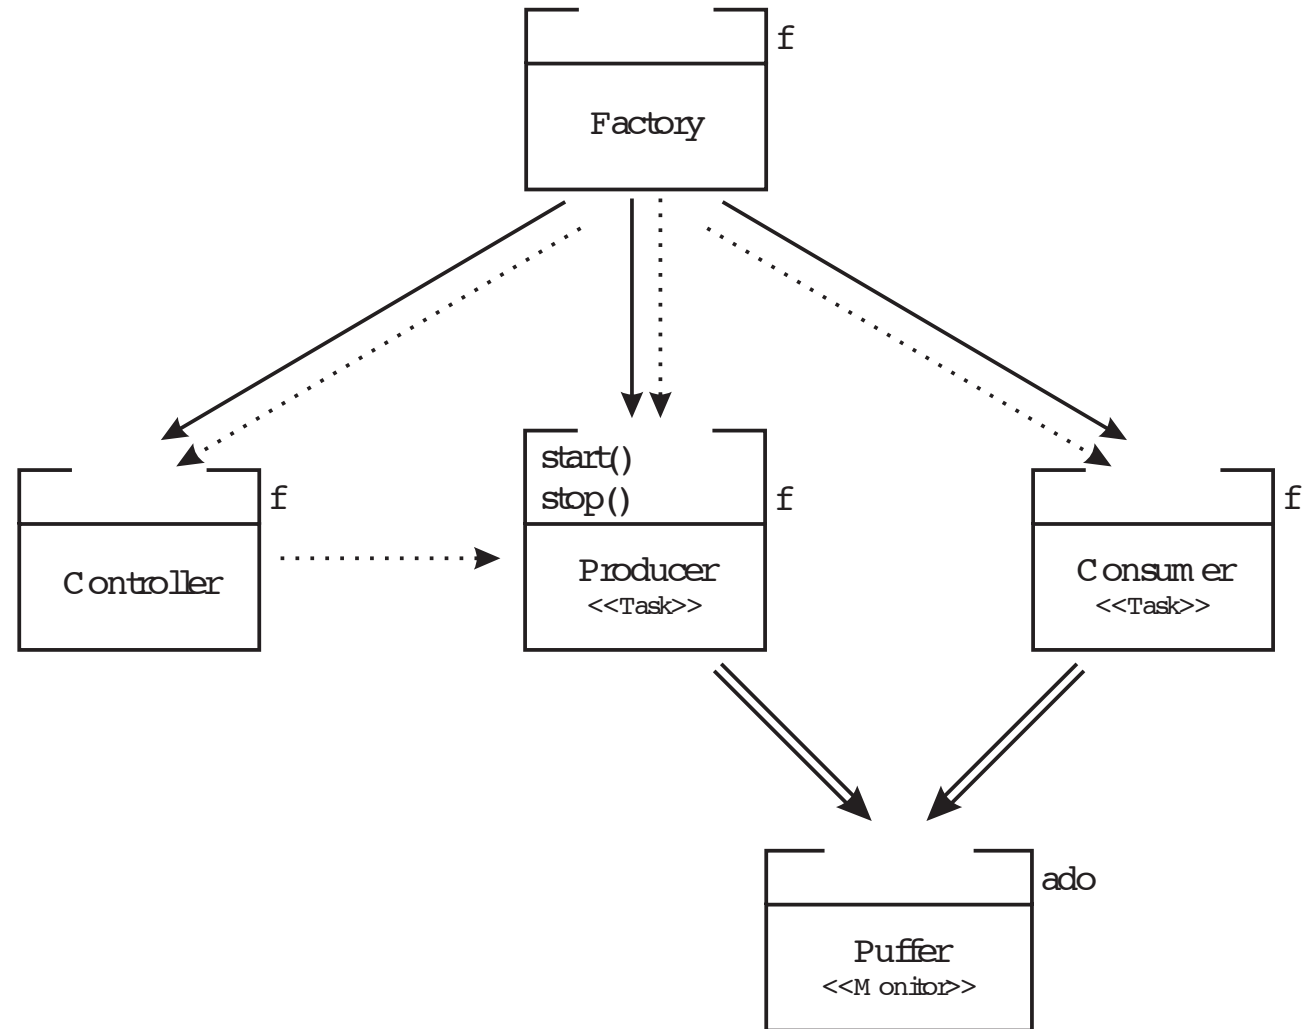 f
Factory
start()
stop()
f
f
f
Controller
Producer
<<Task>>
Consumer
<<Task>>
ado
Puffer
<<Monitor>>